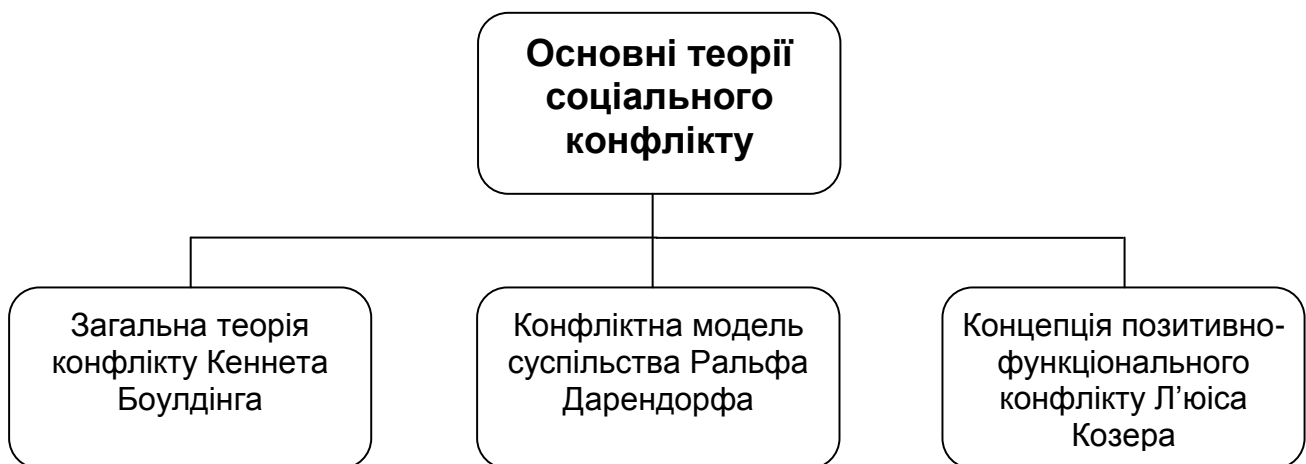 Основні теорії
соціального
конфлікту
Загальна теорія
конфлікту Кеннета
Боулдінга
Конфліктна модель
суспільства Ральфа
Дарендорфа
Концепція позитивно-
функціонального
конфлікту Л’юіса
Козера